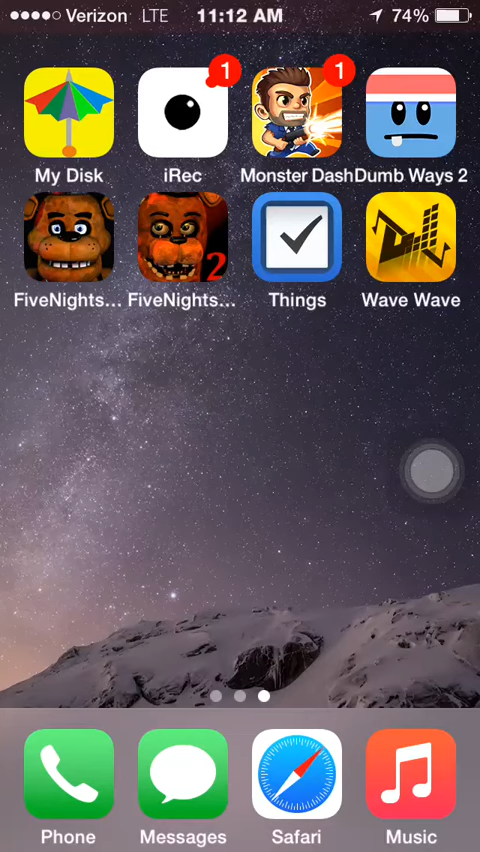 Verizon LTE 11:12 AM 74%
1 1
My Disk iRec Monster Dash Dumb Ways 2
2
FiveNights... FiveNights... Things Wave Wave
Phone Messages Safari Music